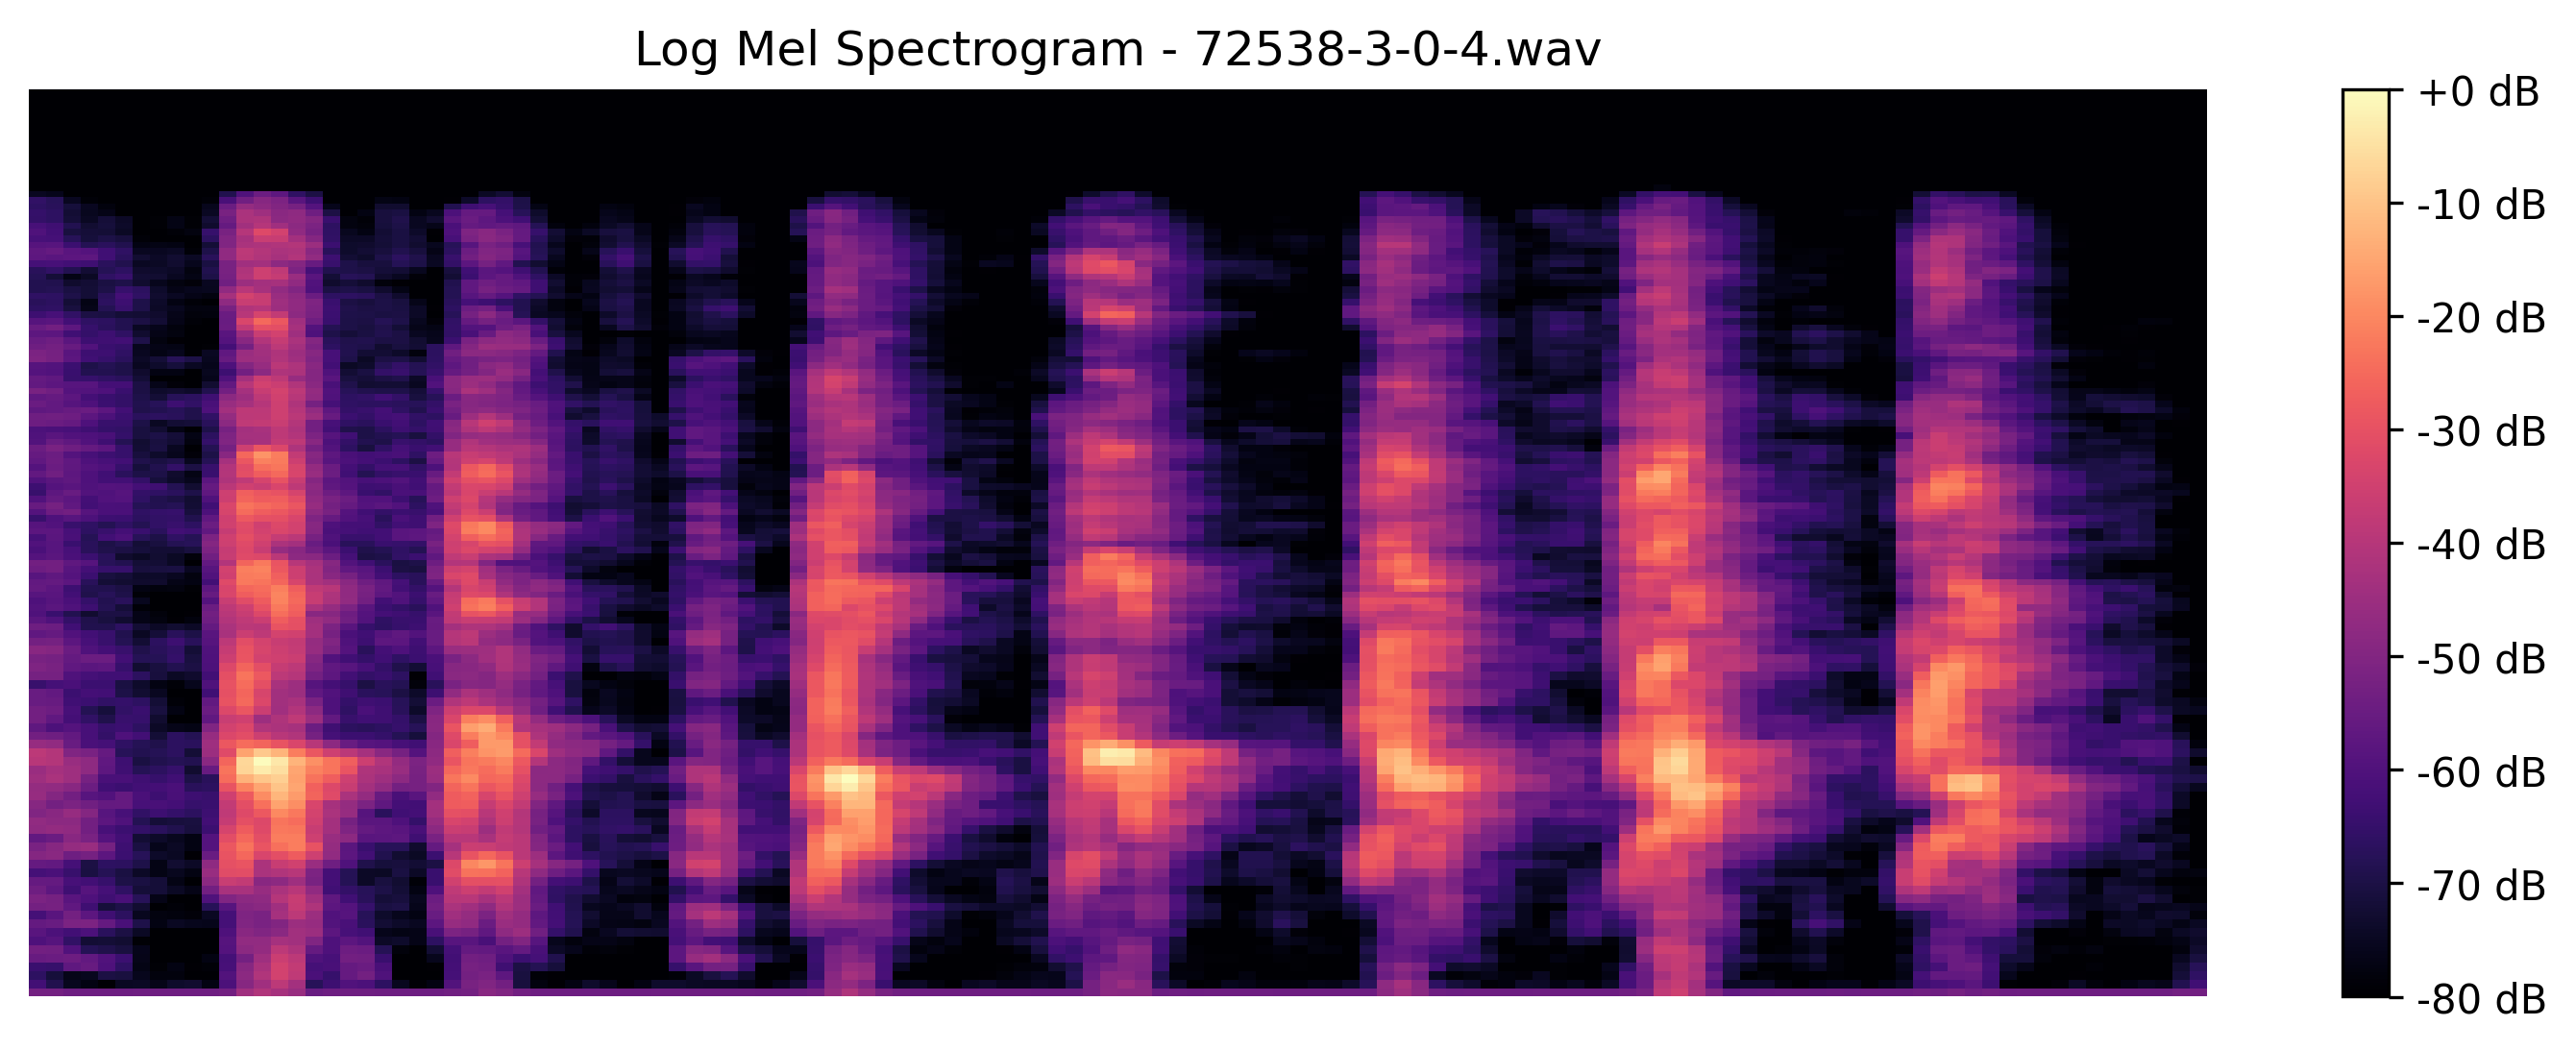 Log Mel Spectrogram - 72538-3-0-4.wav
+0 dB
-10 dB
-20 dB
-30 dB
-40 dB
-50 dB
-60 dB
-70 dB
-80 dB